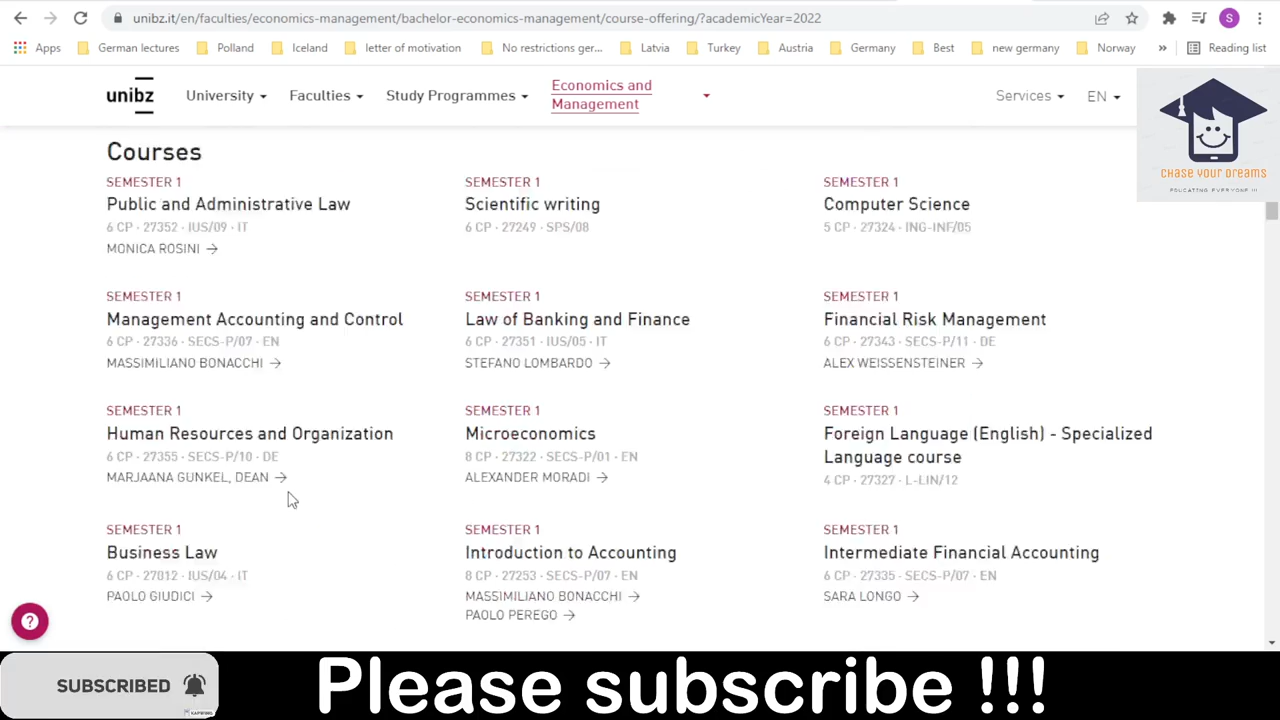 unibz.it/en/faculties/economics-management/bachelor-economics-management/course-offering/?academicYear=2022
S
Apps German lectures Poland Iceland letter of motivation No restrictions ger... Latvia Turkey Austria Germany Best new germany Norway » Reading list
unibz University Faculties Study Programmes Economics and Management Services EN
CHASE YOUR DREAMS
EDUCATING EVERYONE !!!
Courses
SEMESTER 1
Public and Administrative Law
6 CP · 27352 · IUS/09 · IT
MONICA ROSINI →
SEMESTER 1
Scientific writing
6 CP · 27249 · SPS/08
SEMESTER 1
Computer Science
5 CP · 27324 · ING-INF/05
SEMESTER 1
Management Accounting and Control
6 CP · 27336 · SECS-P/07 · EN
MASSIMILIANO BONACCHI →
SEMESTER 1
Law of Banking and Finance
6 CP · 27351 · IUS/05 · IT
STEFANO LOMBARDO →
SEMESTER 1
Financial Risk Management
6 CP · 27343 · SECS-P/11 · DE
ALEX WEISSENSTEINER →
SEMESTER 1
Human Resources and Organization
6 CP · 27355 · SECS-P/10 · DE
MARJAANA GUNKEL, DEAN →
SEMESTER 1
Microeconomics
8 CP · 27322 · SECS-P/01 · EN
ALEXANDER MORADI →
SEMESTER 1
Foreign Language (English) - Specialized
Language course
4 CP · 27327 · L-LIN/12
SEMESTER 1
Business Law
6 CP · 27012 · IUS/04 · IT
PAOLO GIUDICI →
SEMESTER 1
Introduction to Accounting
8 CP · 27253 · SECS-P/07 · EN
MASSIMILIANO BONACCHI →
PAOLO PEREGO →
SEMESTER 1
Intermediate Financial Accounting
6 CP · 27335 · SECS-P/07 · EN
SARA LONGO →
?
SUBSCRIBED
KAPWING
Please subscribe !!!